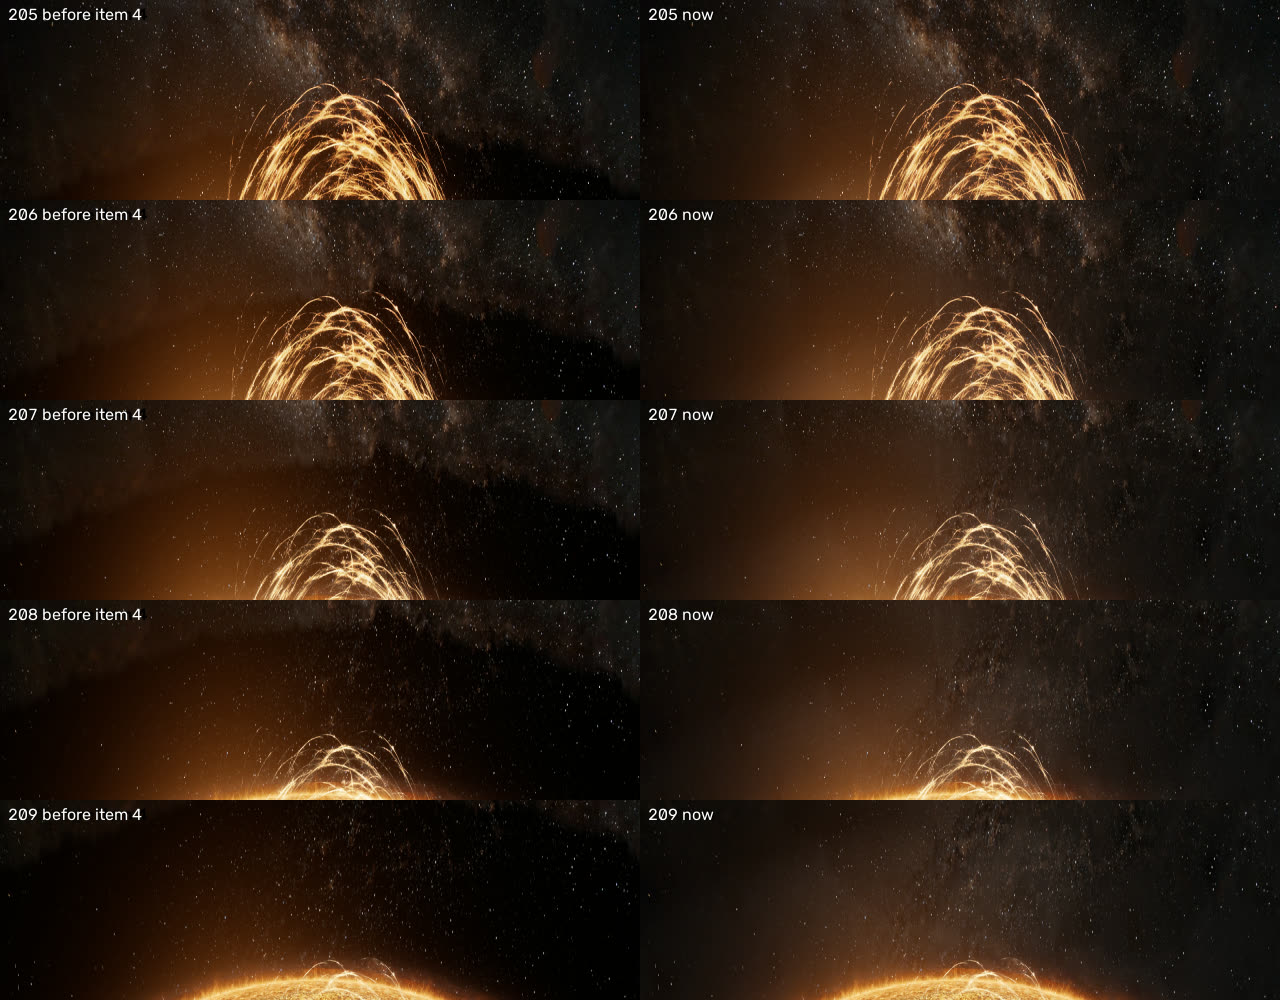 205 before item 4
205 now
206 before item 4
206 now
207 before item 4
207 now
208 before item 4
208 now
209 before item 4
209 now